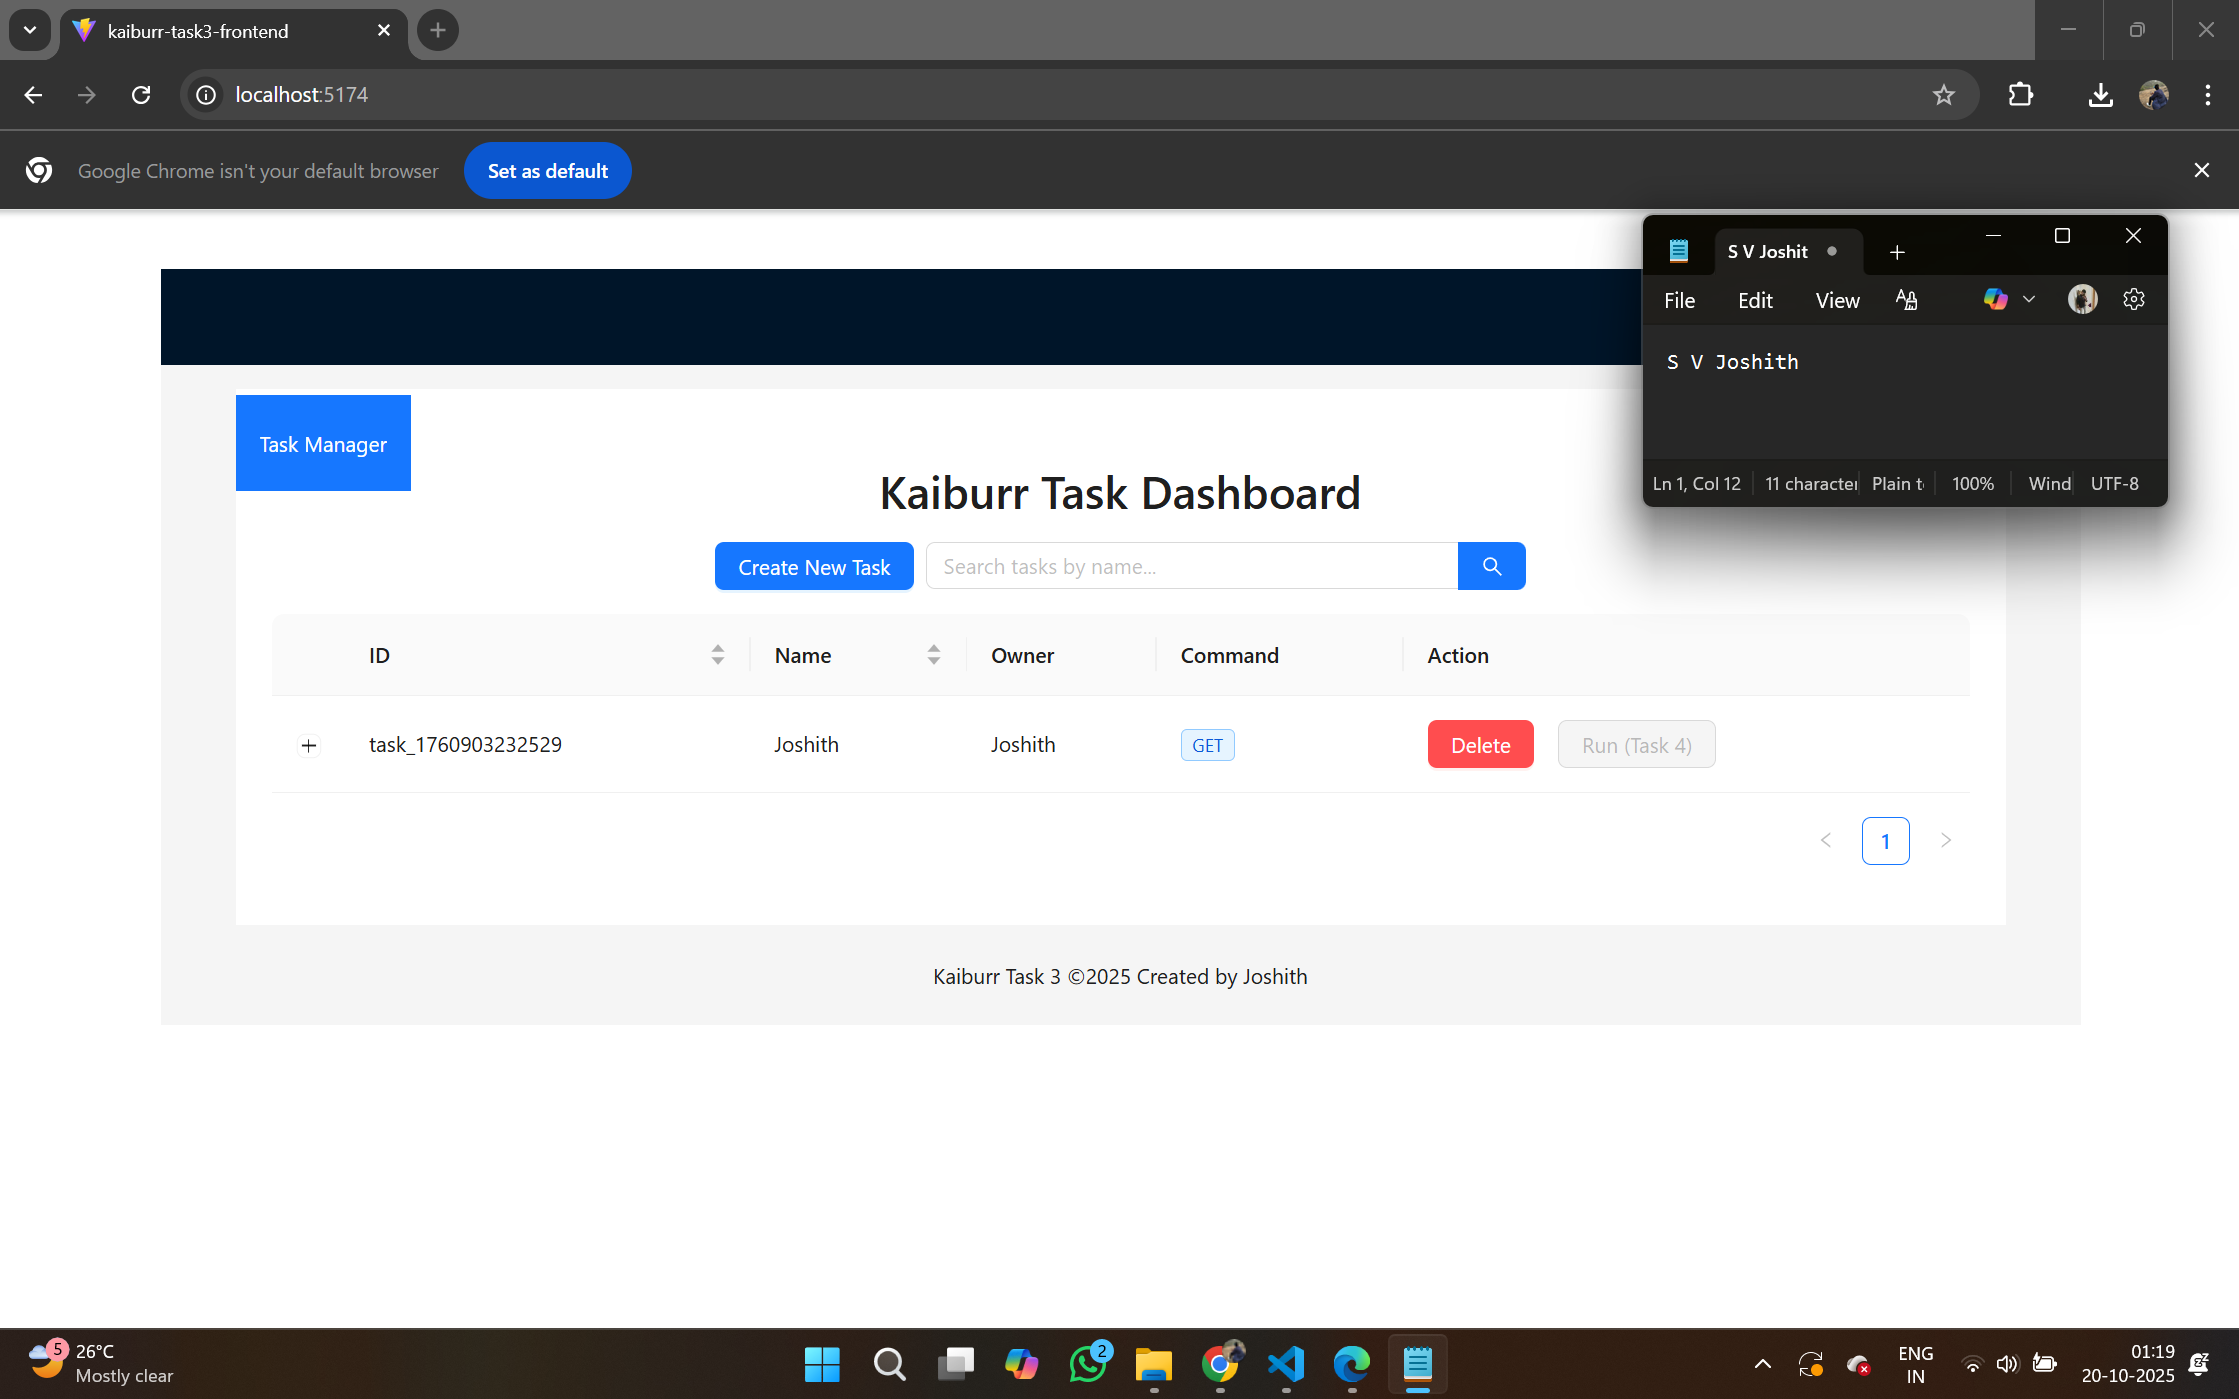 kaiburr-task3-frontend
localhost:5174
Google Chrome isn't your default browser
Set as default
S V Joshit
File Edit View
S V Joshith
Ln 1, Col 12 11 character Plain t 100% Wind UTF-8
Task Manager
Kaiburr Task Dashboard
Create New Task
Search tasks by name...
ID Name Owner Command Action
task_1760903232529 Joshith Joshith GET Delete Run (Task 4)
1
Kaiburr Task 3 ©2025 Created by Joshith
5
26°C
Mostly clear
2
ENG
IN
01:19
20-10-2025